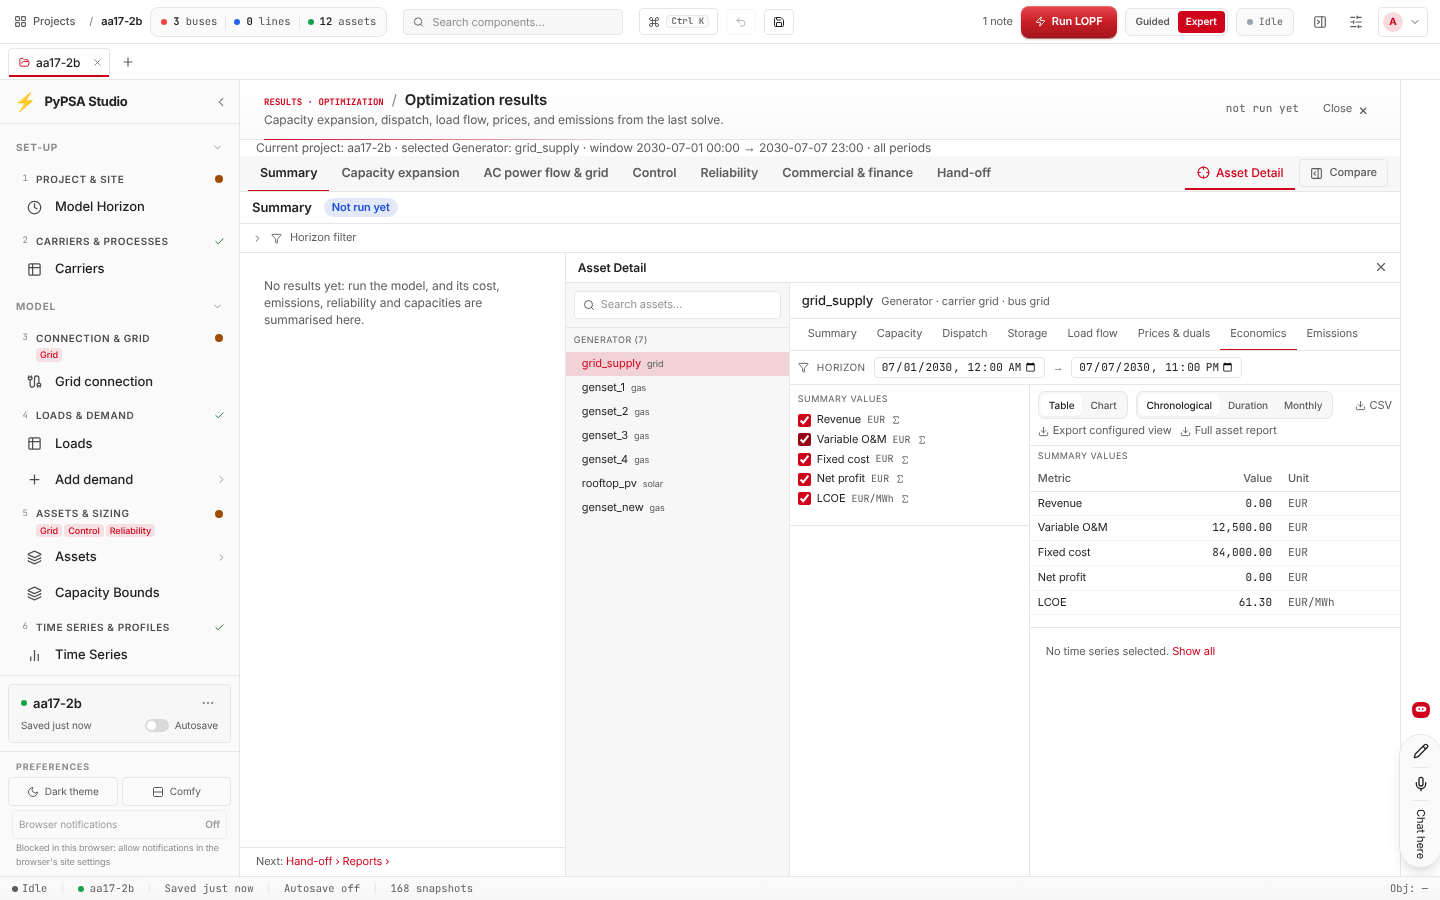 Projects / aa17-2b
3 buses 0 lines 12 assets
Search components...
Ctrl K
1 note
Run LOPF
Guided Expert
Idle
A
aa17-2b
PyPSA Studio
SET-UP
1 PROJECT & SITE
Model Horizon
2 CARRIERS & PROCESSES
Carriers
MODEL
3 CONNECTION & GRID
Grid
Grid connection
4 LOADS & DEMAND
Loads
Add demand
5 ASSETS & SIZING
Grid Control Reliability
Assets
Capacity Bounds
6 TIME SERIES & PROFILES
Time Series
aa17-2b
Saved just now
Autosave
PREFERENCES
Dark theme
Comfy
Browser notifications Off
Blocked in this browser: allow notifications in the
browser's site settings
RESULTS · OPTIMIZATION / Optimization results
Capacity expansion, dispatch, load flow, prices, and emissions from the last solve.
not run yet
Close ×
Current project: aa17-2b · selected Generator: grid_supply · window 2030-07-01 00:00 → 2030-07-07 23:00 · all periods
Summary Capacity expansion AC power flow & grid Control Reliability Commercial & finance Hand-off
Asset Detail
Compare
Summary Not run yet
Horizon filter
No results yet: run the model, and its cost,
emissions, reliability and capacities are
summarised here.
Next: Hand-off › Reports ›
Asset Detail
Search assets...
GENERATOR (7)
grid_supply grid
genset_1 gas
genset_2 gas
genset_3 gas
genset_4 gas
rooftop_pv solar
genset_new gas
grid_supply Generator · carrier grid · bus grid
Summary Capacity Dispatch Storage Load flow Prices & duals Economics Emissions
HORIZON 07/01/2030, 12:00 AM → 07/07/2030, 11:00 PM
SUMMARY VALUES
Revenue EUR Σ
Variable O&M EUR Σ
Fixed cost EUR Σ
Net profit EUR Σ
LCOE EUR/MWh Σ
Table Chart
Chronological Duration Monthly
CSV
Export configured view
Full asset report
SUMMARY VALUES
Metric Value Unit
Revenue 0.00 EUR
Variable O&M 12,500.00 EUR
Fixed cost 84,000.00 EUR
Net profit 0.00 EUR
LCOE 61.30 EUR/MWh
No time series selected. Show all
Chat here
Idle
aa17-2b
Saved just now
Autosave off
168 snapshots
Obj: —